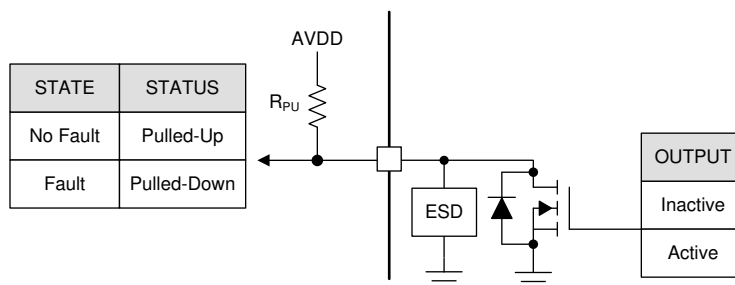 AVDD
STATE STATUS
R_PU
No Fault Pulled-Up
Fault Pulled-Down
ESD
OUTPUT
Inactive
Active